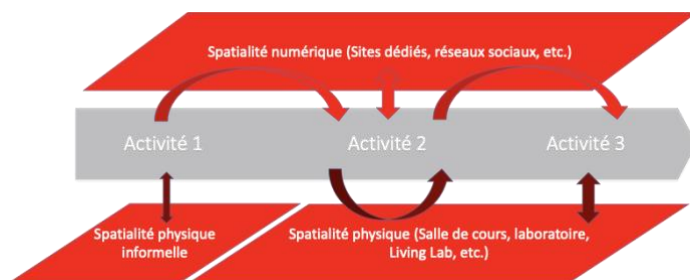 Spatialité numérique (Sites dédiés, réseaux sociaux, etc.)
Activité 1
Activité 2
Activité 3
Spatialité physique
informelle
Spatialité physique (Salle de cours, laboratoire,
Living Lab, etc.)